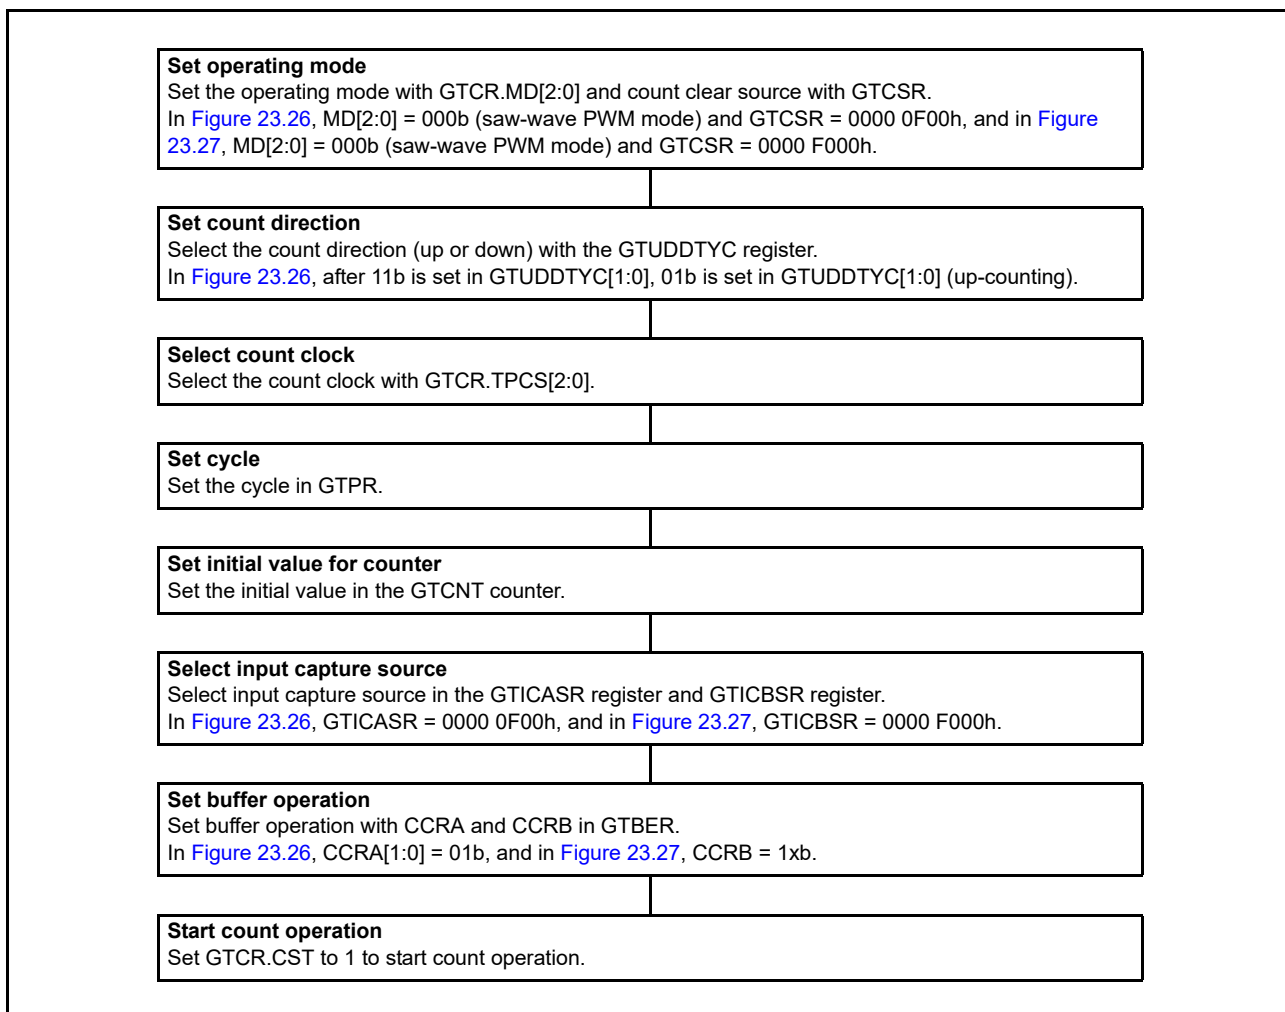 Set operating mode
Set the operating mode with GTCR.MD[2:0] and count clear source with GTCSR.
In Figure 23.26, MD[2:0] = 000b (saw-wave PWM mode) and GTCSR = 0000 0F00h, and in Figure
23.27, MD[2:0] = 000b (saw-wave PWM mode) and GTCSR = 0000 F000h.
Set count direction
Select the count direction (up or down) with the GTUDDTYC register.
In Figure 23.26, after 11b is set in GTUDDTYC[1:0], 01b is set in GTUDDTYC[1:0] (up-counting).
Select count clock
Select the count clock with GTCR.TPCS[2:0].
Set cycle
Set the cycle in GTPR.
Set initial value for counter
Set the initial value in the GTCNT counter.
Select input capture source
Select input capture source in the GTICASR register and GTICBSR register.
In Figure 23.26, GTICASR = 0000 0F00h, and in Figure 23.27, GTICBSR = 0000 F000h.
Set buffer operation
Set buffer operation with CCRA and CCRB in GTBER.
In Figure 23.26, CCRA[1:0] = 01b, and in Figure 23.27, CCRB = 1xb.
Start count operation
Set GTCR.CST to 1 to start count operation.